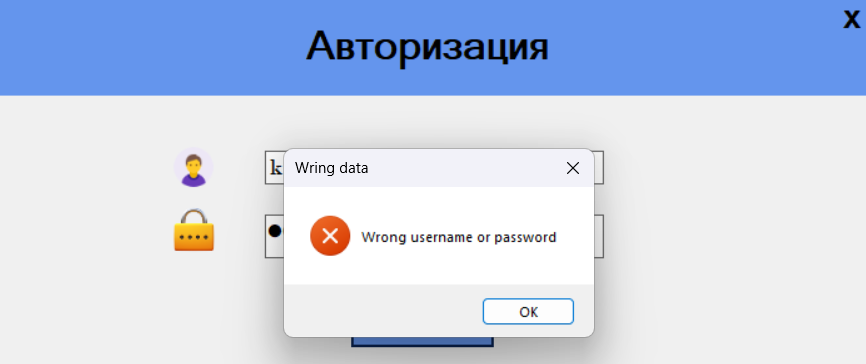 X
Авторизация
k
Wring data
Wrong username or password
OK